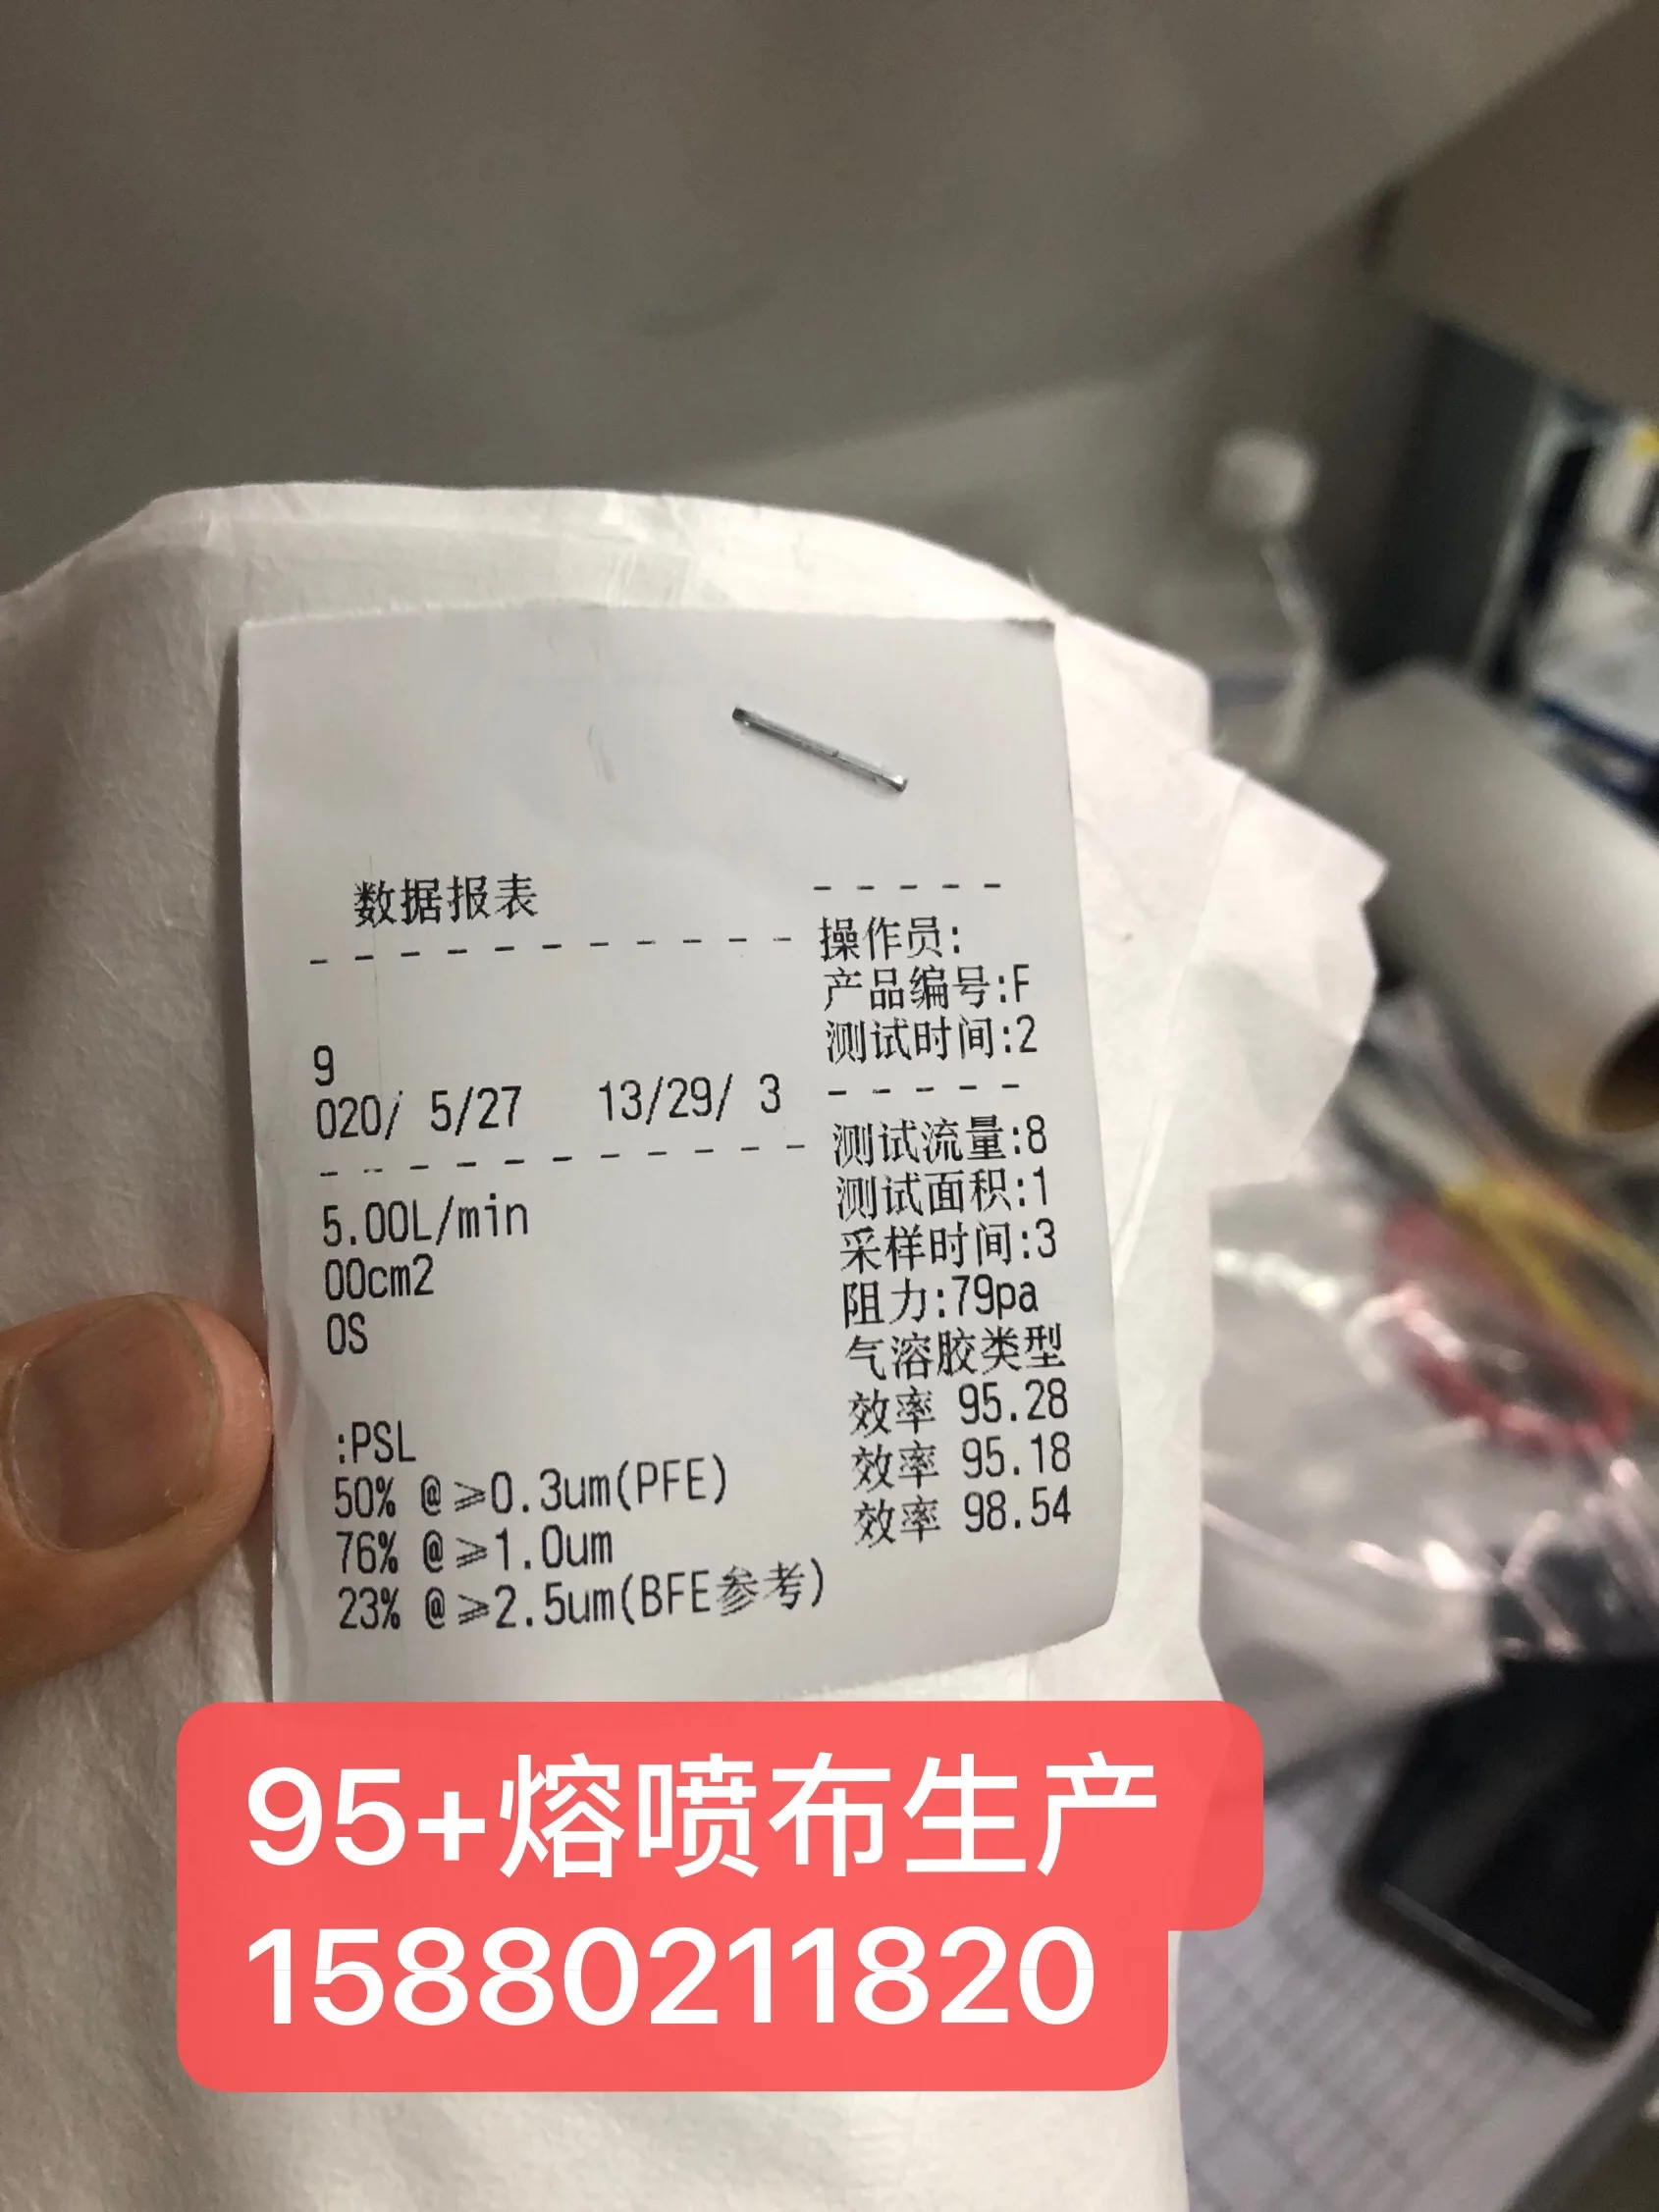 数据报表
9
020/ 5/27 13/29/ 3
5.00L/min
00cm2
0S
:PSL
50% @≥0.3um(PFE)
76% @≥1.0um
23% @≥2.5um(BFE参考)
操作员:
产品编号:F
测试时间:2
测试流量:8
测试面积:1
采样时间:3
阻力:79pa
气溶胶类型
效率 95.28
效率 95.18
效率 98.54
95+熔喷布生产
15880211820